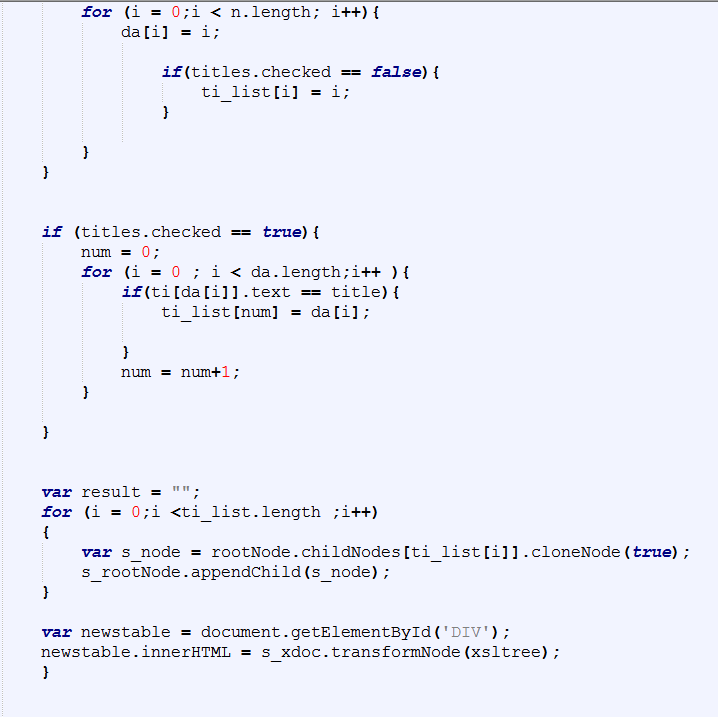 for (i = 0;i < n.length; i++){
da[i] = i;
if(titles.checked == false){
ti_list[i] = i;
}
}
}
if (titles.checked == true){
num = 0;
for (i = 0 ; i < da.length;i++ ){
if(ti[da[i]].text == title){
ti_list[num] = da[i];
}
num = num+1;
}
}
var result = "";
for (i = 0;i <ti_list.length ;i++)
{
var s_node = rootNode.childNodes[ti_list[i]].cloneNode(true);
s_rootNode.appendChild(s_node);
}
var newstable = document.getElementById('DIV');
newstable.innerHTML = s_xdoc.transformNode(xsltree);
}